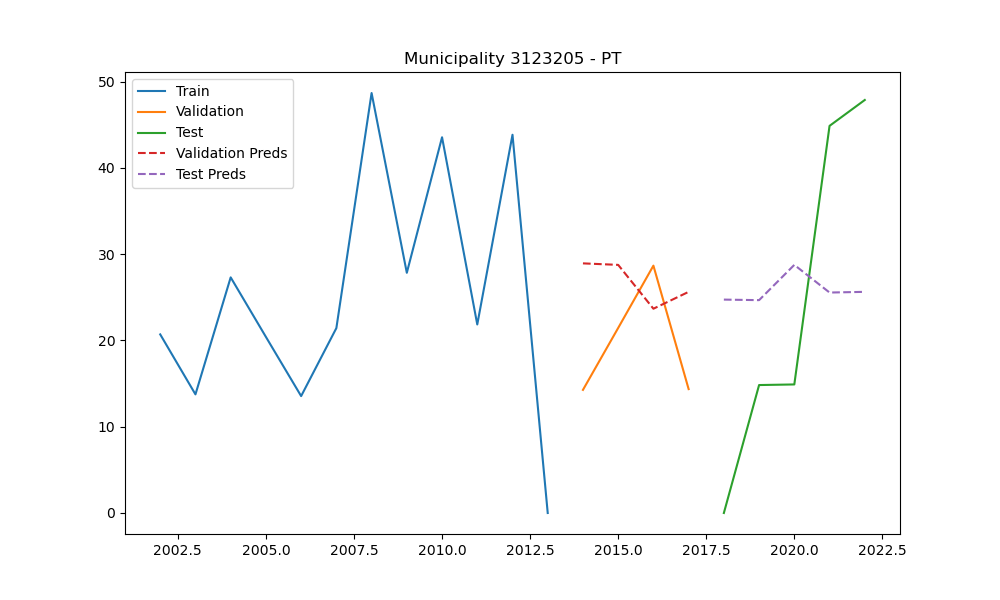 Municipality 3123205 - PT
Train
Validation
Test
Validation Preds
Test Preds
50
40
30
20
10
0
2002.5 2005.0 2007.5 2010.0 2012.5 2015.0 2017.5 2020.0 2022.5